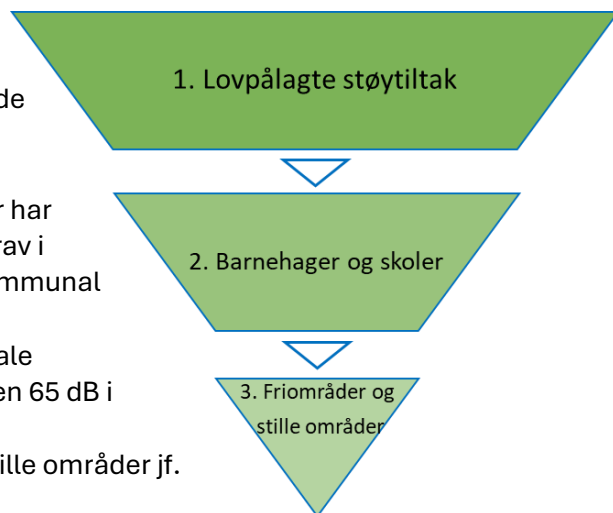 de
har
rav i
ommunal
ale
en 65 dB i
ille områder jf.
1. Lovpålagte støytiltak
2. Barnehager og skoler
3. Friområder og
stille områder